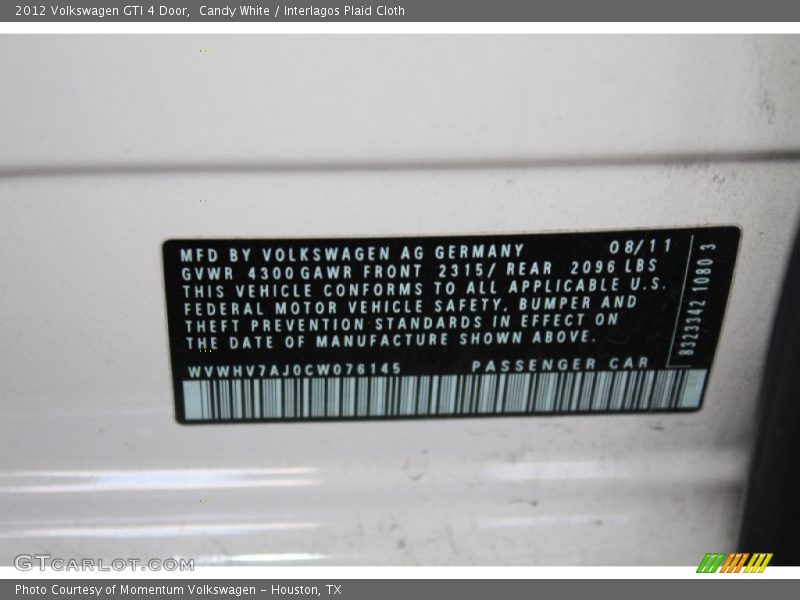 2012 Volkswagen GTI 4 Door,  Candy White / Interlagos Plaid Cloth
MFD BY VOLKSWAGEN AG GERMANY 08/11
GVWR 4300 GAWR FRONT 2315/ REAR 2096 LBS
THIS VEHICLE CONFORMS TO ALL APPLICABLE U.S.
FEDERAL MOTOR VEHICLE SAFETY, BUMPER AND
THEFT PREVENTION STANDARDS IN EFFECT ON
THE DATE OF MANUFACTURE SHOWN ABOVE.
WVWHV7AJ0CW076145 PASSENGER CAR
8323342 1080 3
GTCARLOT.COM
Photo Courtesy of Momentum Volkswagen - Houston, TX